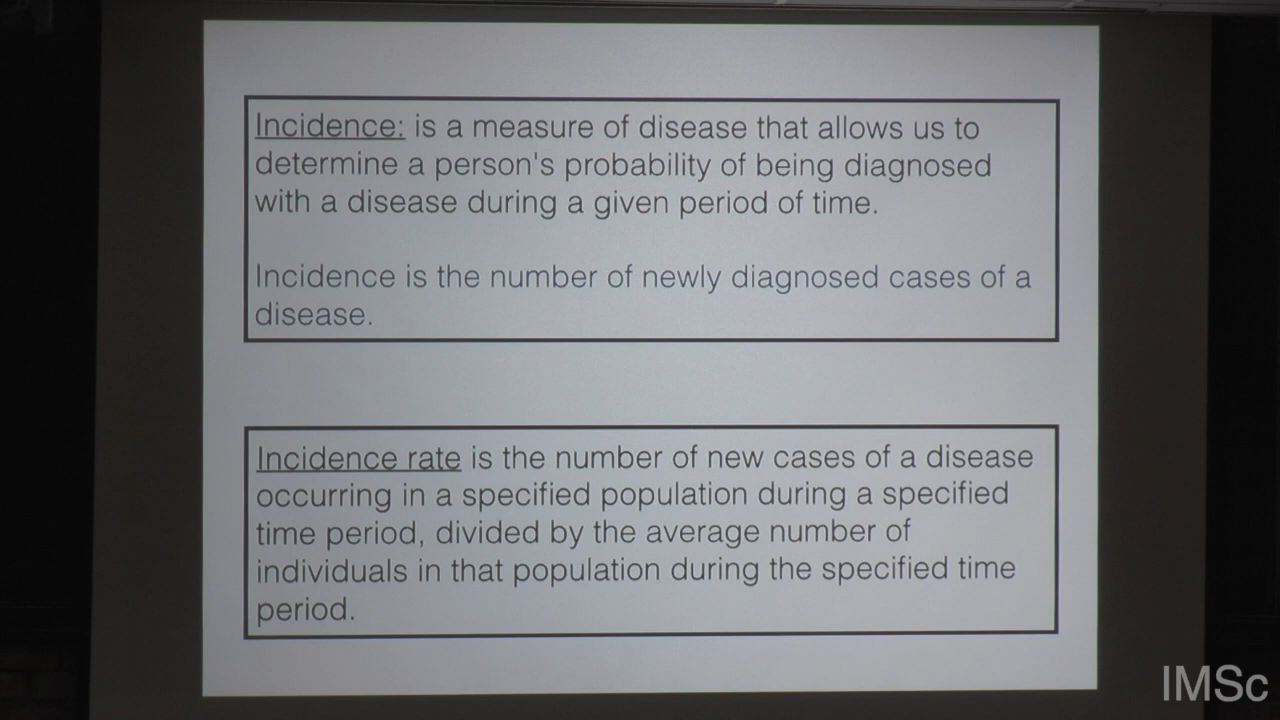 Incidence: is a measure of disease that allows us to
determine a person's probability of being diagnosed
with a disease during a given period of time.
Incidence is the number of newly diagnosed cases of a
disease.
Incidence rate is the number of new cases of a disease
occurring in a specified population during a specified
time period, divided by the average number of
individuals in that population during the specified time
period.
IMSc